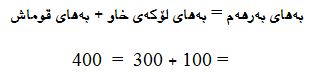 بەهای بەرهەم = بەهای لۆکەی خاو + بەهای قوماش
400 = 300 + 100 =